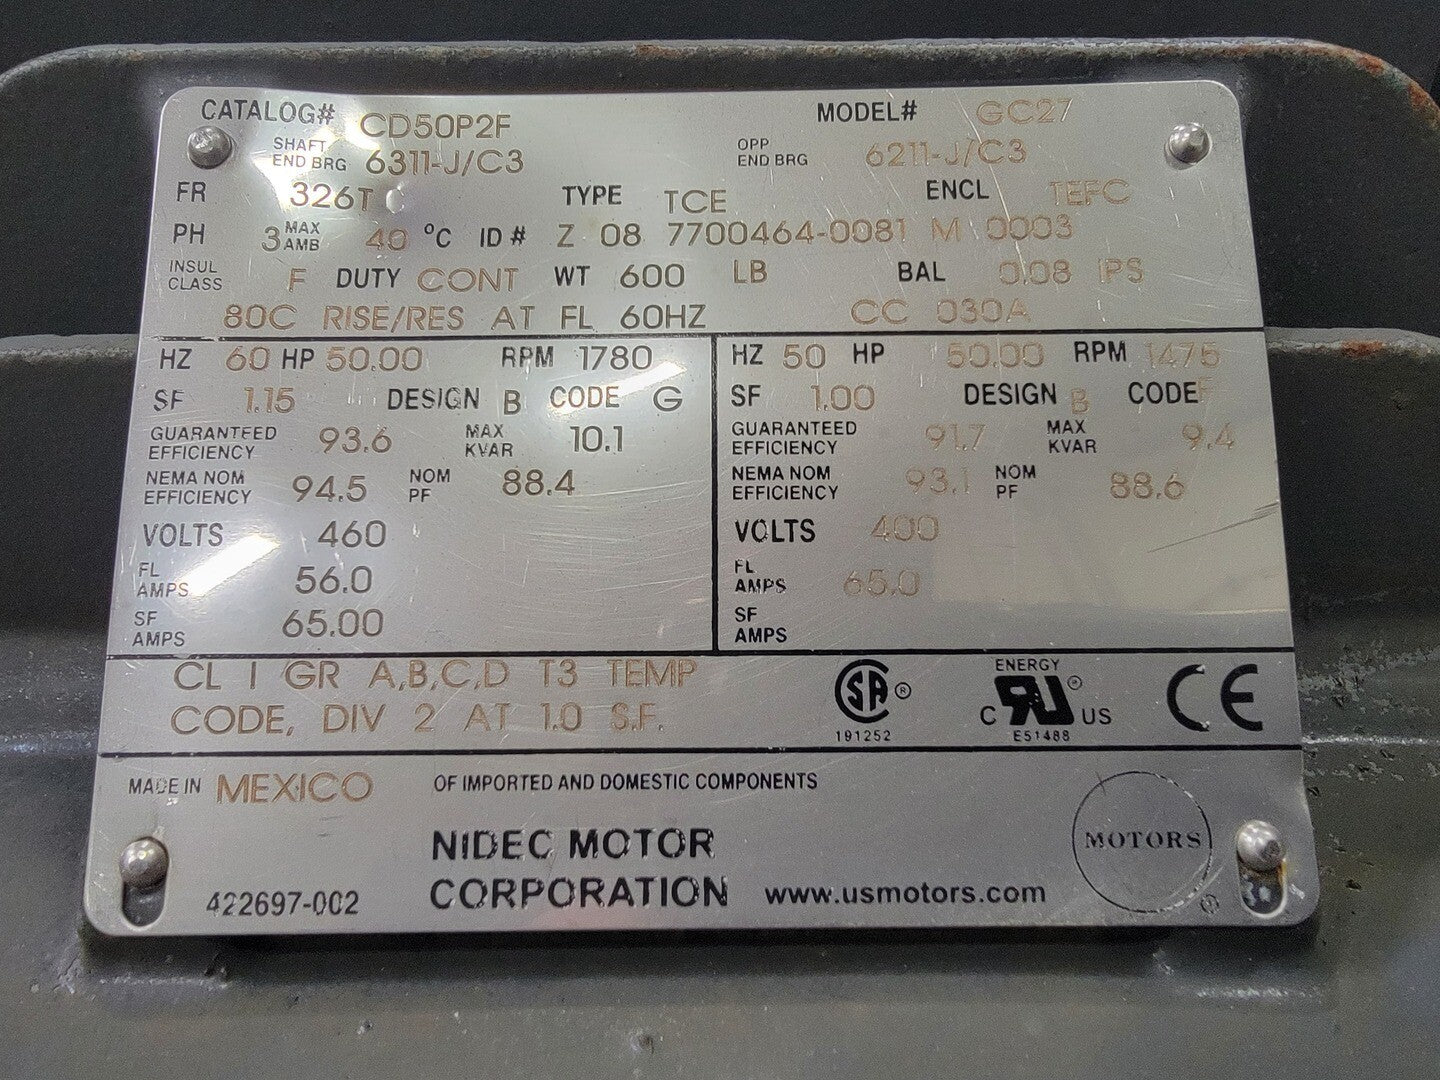 CATALOG# CD50P2F MODEL# GC27
SHAFT END BRG 6311-J/C3 OPP END BRG 6211-J/C3
FR 326T TYPE TCE ENCL TEFC
PH 3 MAX AMB 40 °C ID# Z 08 7700464-0081 M 0003
INSUL CLASS F DUTY CONT WT 600 LB BAL 0.08 IPS
80C RISE/RES AT FL 60HZ CC 030A
HZ 60 HP 50.00 RPM 1780
SF 1.15 DESIGN B CODE G
GUARANTEED EFFICIENCY 93.6 MAX KVAR 10.1
NEMA NOM EFFICIENCY 94.5 NOM PF 88.4
VOLTS 460
FL AMPS 56.0
SF AMPS 65.00
HZ 50 HP 50.00 RPM 1475
SF 1.00 DESIGN B CODE F
GUARANTEED EFFICIENCY 91.7 MAX KVAR 9.4
NEMA NOM EFFICIENCY 93.1 NOM PF 88.6
VOLTS 400
FL AMPS 65.0
SF AMPS
CL I GR A,B,C,D T3 TEMP
CODE, DIV 2 AT 1.0 S.F.
SA ®
191252
ENERGY
C UR ® US
E51488
CE
MADE IN MEXICO OF IMPORTED AND DOMESTIC COMPONENTS
NIDEC MOTOR
CORPORATION www.usmotors.com
422697-002
MOTORS ®